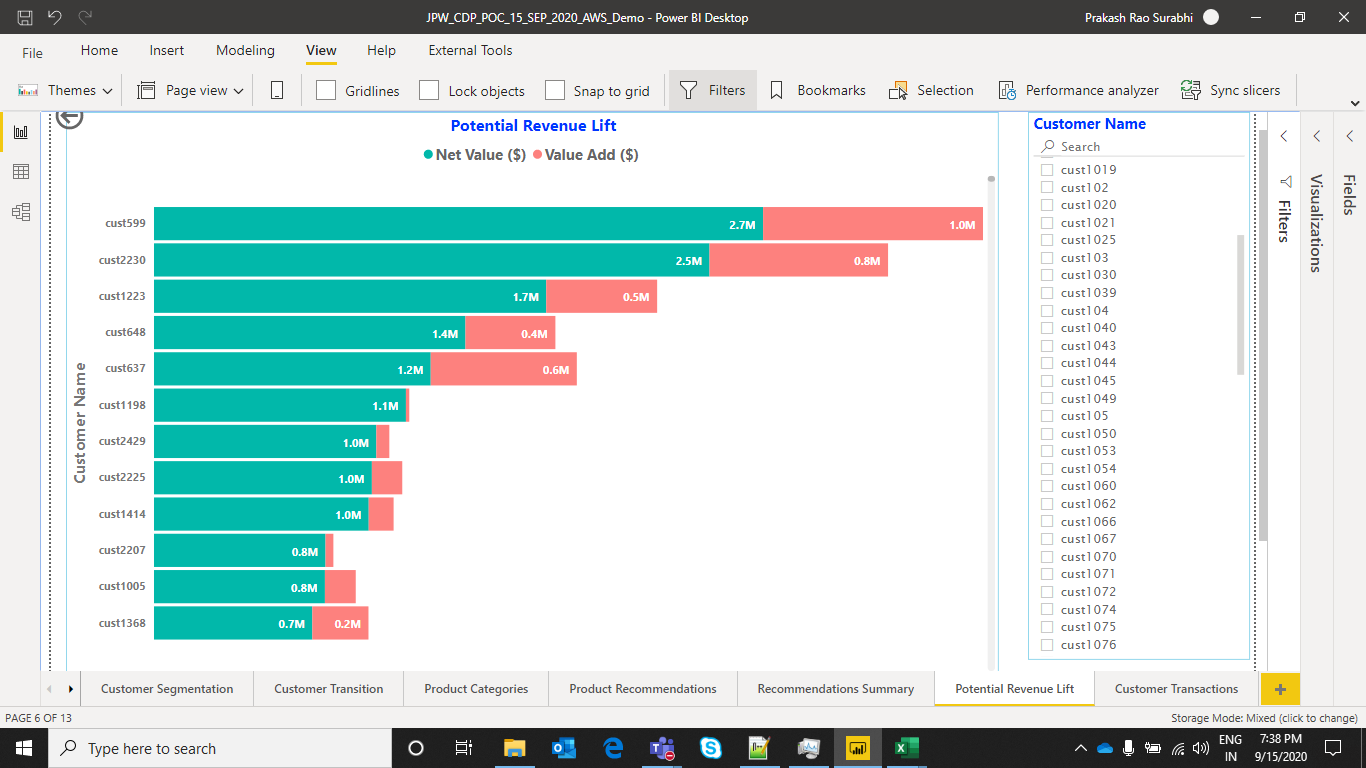 JPW_CDP_POC_15_SEP_2020_AWS_Demo - Power BI Desktop
Prakash Rao Surabhi
File Home Insert Modeling View Help External Tools
Themes Page view Gridlines Lock objects Snap to grid Filters Bookmarks Selection Performance analyzer Sync slicers
Potential Revenue Lift
Net Value ($) Value Add ($)
Customer Name
cust599 2.7M 1.0M
cust2230 2.5M 0.8M
cust1223 1.7M 0.5M
cust648 1.4M 0.4M
cust637 1.2M 0.6M
cust1198 1.1M
cust2429 1.0M
cust2225 1.0M
cust1414 1.0M
cust2207 0.8M
cust1005 0.8M
cust1368 0.7M 0.2M
Customer Name
Search
cust1019
cust102
cust1020
cust1021
cust1025
cust103
cust1030
cust1039
cust104
cust1040
cust1043
cust1044
cust1045
cust1049
cust105
cust1050
cust1053
cust1054
cust1060
cust1062
cust1066
cust1067
cust1070
cust1071
cust1072
cust1074
cust1075
cust1076
Filters
Visualizations
Fields
Customer Segmentation Customer Transition Product Categories Product Recommendations Recommendations Summary Potential Revenue Lift Customer Transactions
PAGE 6 OF 13
Storage Mode: Mixed (click to change)
Type here to search
ENG
IN
7:38 PM
9/15/2020